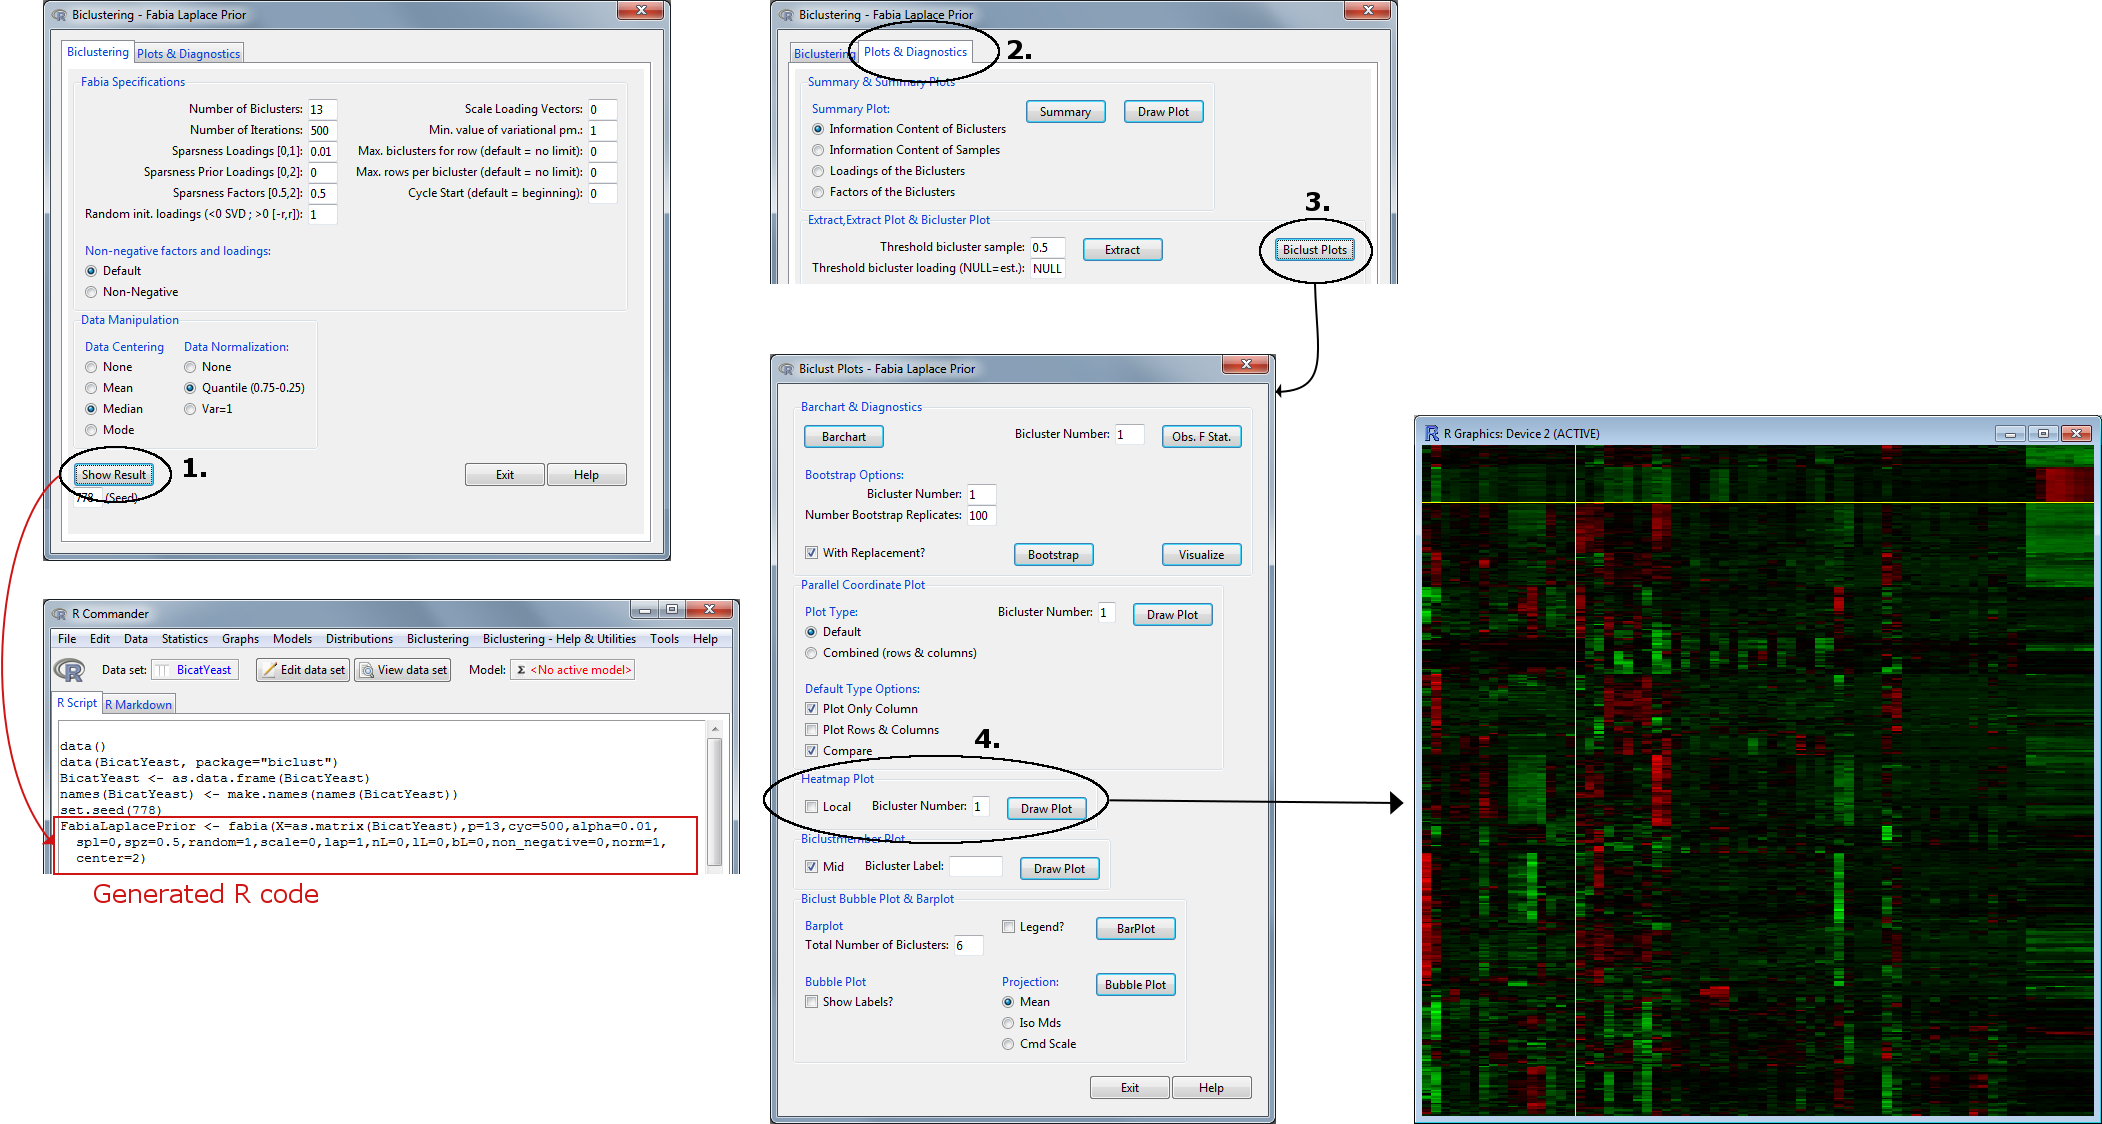 Biclustering - Fabia Laplace Prior
Biclustering Plots & Diagnostics
Fabia Specifications
Number of Biclusters: 13 Scale Loading Vectors: 0
Number of Iterations: 500 Min. value of variational pm.: 1
Sparsness Loadings [0,1]: 0.01 Max. biclusters for row (default = no limit): 0
Sparsness Prior Loadings [0,2]: 0 Max. rows per bicluster (default = no limit): 0
Sparsness Factors [0.5,2]: 0.5 Cycle Start (default = beginning): 0
Random init. loadings (<0 SVD ; >0 [-r,r]): 1
Non-negative factors and loadings:
Default
Non-Negative
Data Manipulation
Data Centering Data Normalization:
None None
Mean Quantile (0.75-0.25)
Median Var=1
Mode
Show Result 1. Exit Help
778 (Seed)
R Commander
File Edit Data Statistics Graphs Models Distributions Biclustering Biclustering - Help & Utilities Tools Help
Data set: BicatYeast Edit data set View data set Model: Σ <No active model>
R Script R Markdown
data()
data(BicatYeast, package="biclust")
BicatYeast <- as.data.frame(BicatYeast)
names(BicatYeast) <- make.names(names(BicatYeast))
set.seed(778)
FabiaLaplacePrior <- fabia(X=as.matrix(BicatYeast),p=13,cyc=500,alpha=0.01,
spl=0,spz=0.5,random=1,scale=0,lap=1,nL=0,lL=0,bL=0,non_negative=0,norm=1,
center=2)
Generated R code
Biclustering - Fabia Laplace Prior
Biclustering Plots & Diagnostics 2.
Summary & Summary Plots
Summary Plot: Summary Draw Plot
Information Content of Biclusters
Information Content of Samples
Loadings of the Biclusters
Factors of the Biclusters
3.
Extract,Extract Plot & Bicluster Plot
Threshold bicluster sample: 0.5 Extract Biclust Plots
Threshold bicluster loading (NULL=est.): NULL
Biclust Plots - Fabia Laplace Prior
Barchart & Diagnostics
Barchart Bicluster Number: 1 Obs. F Stat.
Bootstrap Options:
Bicluster Number: 1
Number Bootstrap Replicates: 100
With Replacement? Bootstrap Visualize
Parallel Coordinate Plot
Plot Type: Bicluster Number: 1 Draw Plot
Default
Combined (rows & columns)
Default Type Options:
Plot Only Column
Plot Rows & Columns
Compare 4.
Heatmap Plot
Local Bicluster Number: 1 Draw Plot
Biclustmember Plot
Mid Bicluster Label: Draw Plot
Biclust Bubble Plot & Barplot
Barplot Legend? BarPlot
Total Number of Biclusters: 6
Bubble Plot Projection: Bubble Plot
Show Labels? Mean
Iso Mds
Cmd Scale
Exit Help
R Graphics: Device 2 (ACTIVE)